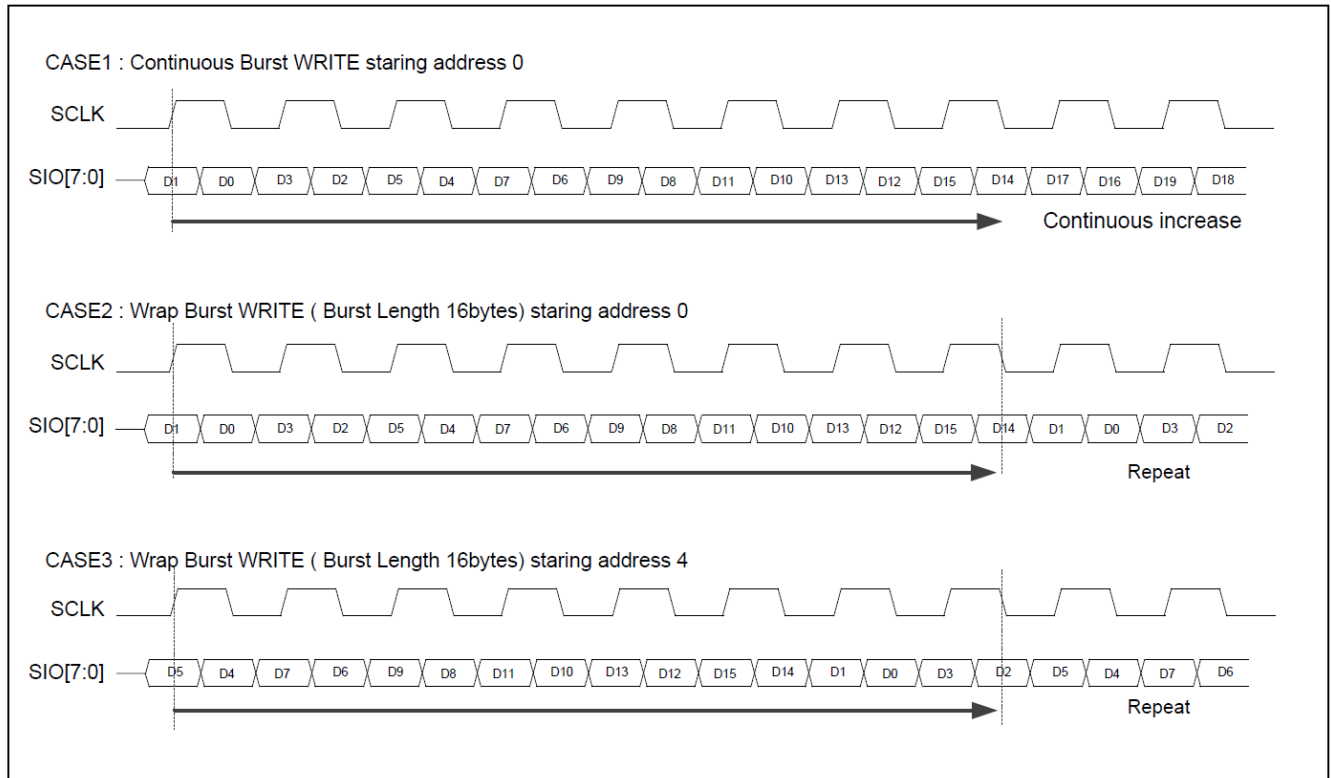 CASE1 : Continuous Burst WRITE staring address 0
SCLK
SIO[7:0] D1 D0 D3 D2 D5 D4 D7 D6 D9 D8 D11 D10 D13 D12 D15 D14 D17 D16 D19 D18
Continuous increase
CASE2 : Wrap Burst WRITE ( Burst Length 16bytes) staring address 0
SCLK
SIO[7:0] D1 D0 D3 D2 D5 D4 D7 D6 D9 D8 D11 D10 D13 D12 D15 D14 D1 D0 D3 D2
Repeat
CASE3 : Wrap Burst WRITE ( Burst Length 16bytes) staring address 4
SCLK
SIO[7:0] D5 D4 D7 D6 D9 D8 D11 D10 D13 D12 D15 D14 D1 D0 D3 D2 D5 D4 D7 D6
Repeat